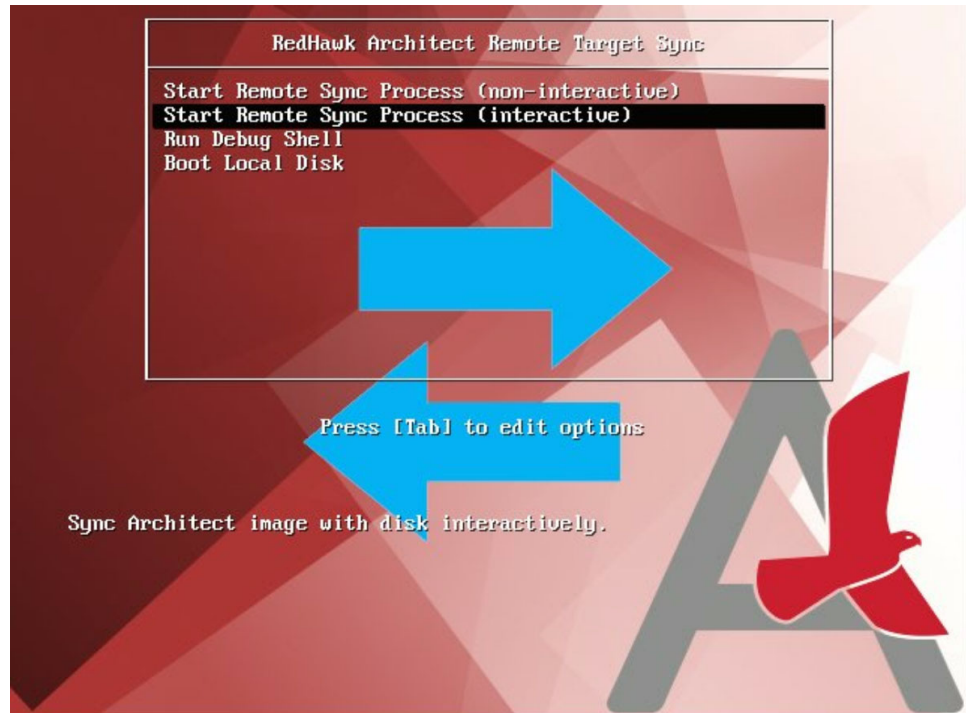 RedHawk Architect Remote Target Sync
Start Remote Sync Process (non-interactive)
Start Remote Sync Process (interactive)
Run Debug Shell
Boot Local Disk
Press [Tab] to edit options
Sync Architect image with disk interactively.